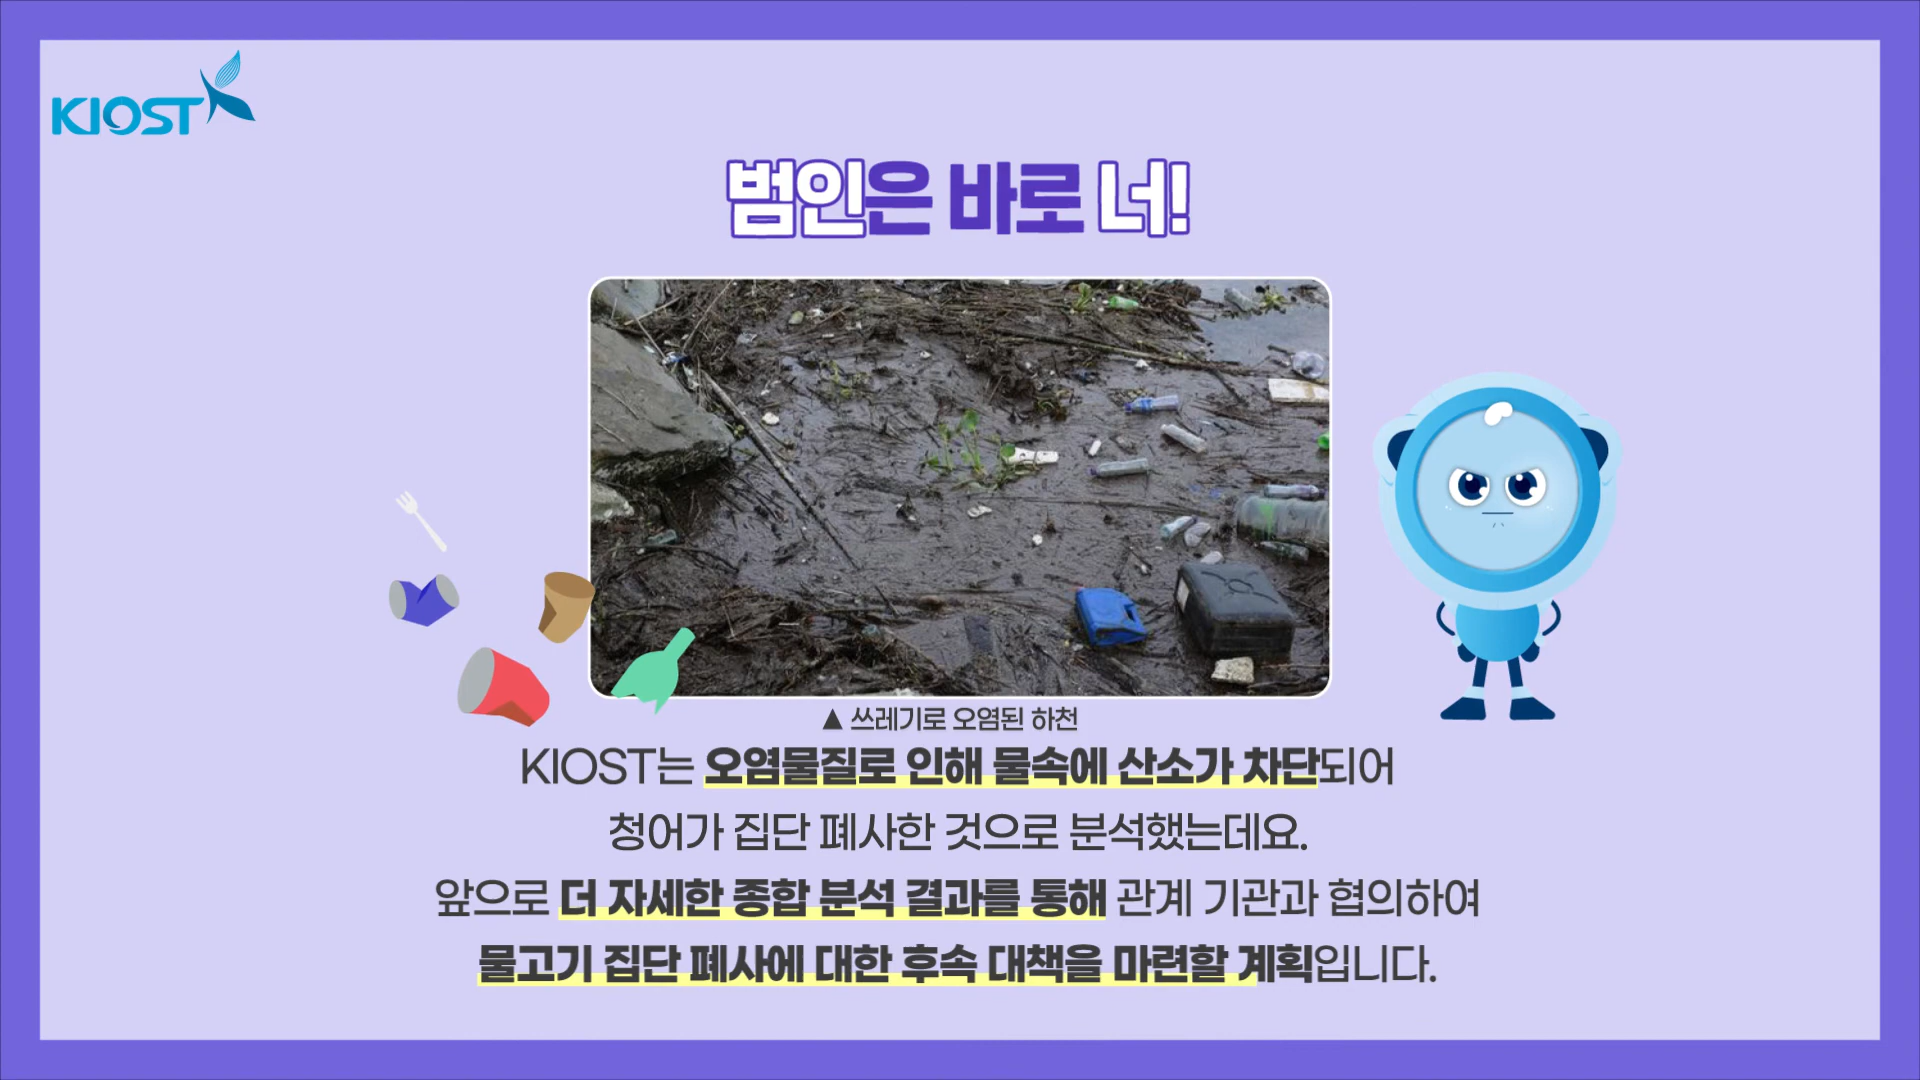 KIOST
범인은 바로 너!
▲ 쓰레기로 오염된 하천
KIOST는 오염물질로 인해 물속에 산소가 차단되어
청어가 집단 폐사한 것으로 분석했는데요.
앞으로 더 자세한 종합 분석 결과를 통해 관계 기관과 협의하여
물고기 집단 폐사에 대한 후속 대책을 마련할 계획입니다.